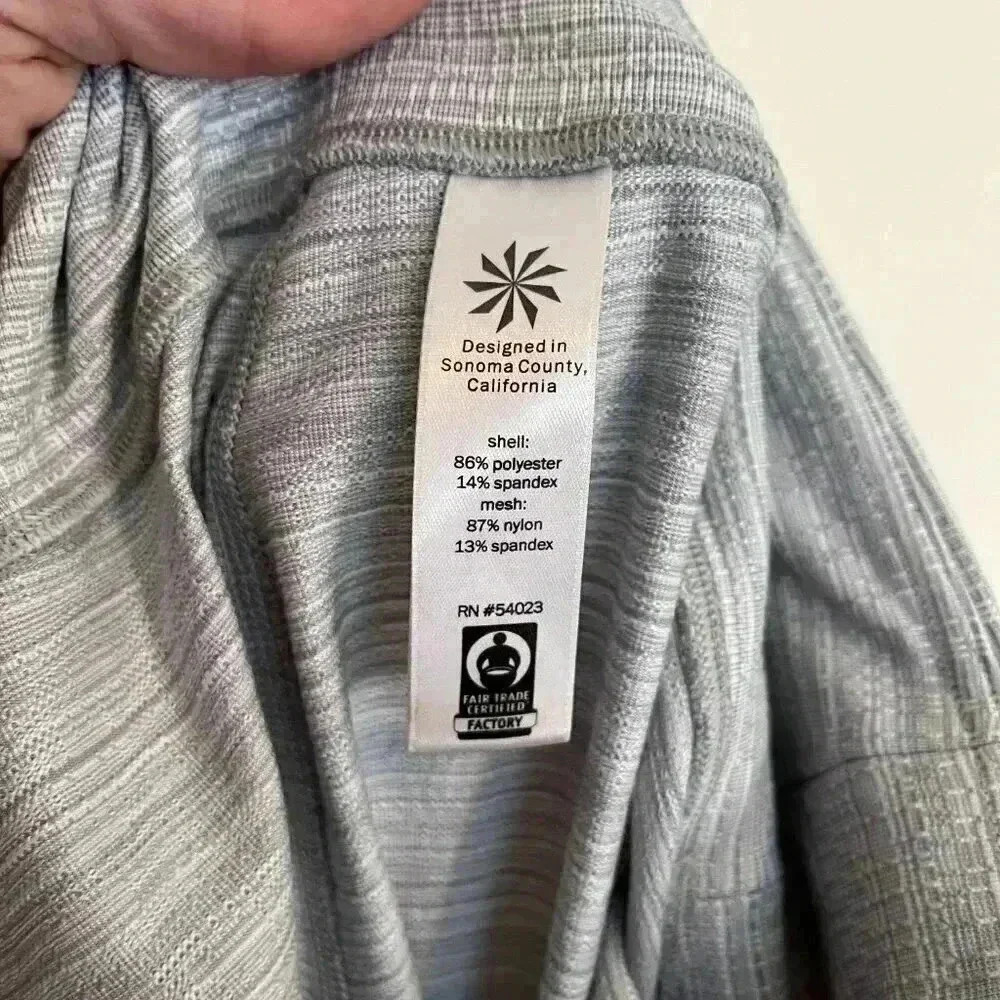 Designed in
Sonoma County,
California
shell:
86% polyester
14% spandex
mesh:
87% nylon
13% spandex
RN #54023
FAIR TRADE
CERTIFIED
FACTORY